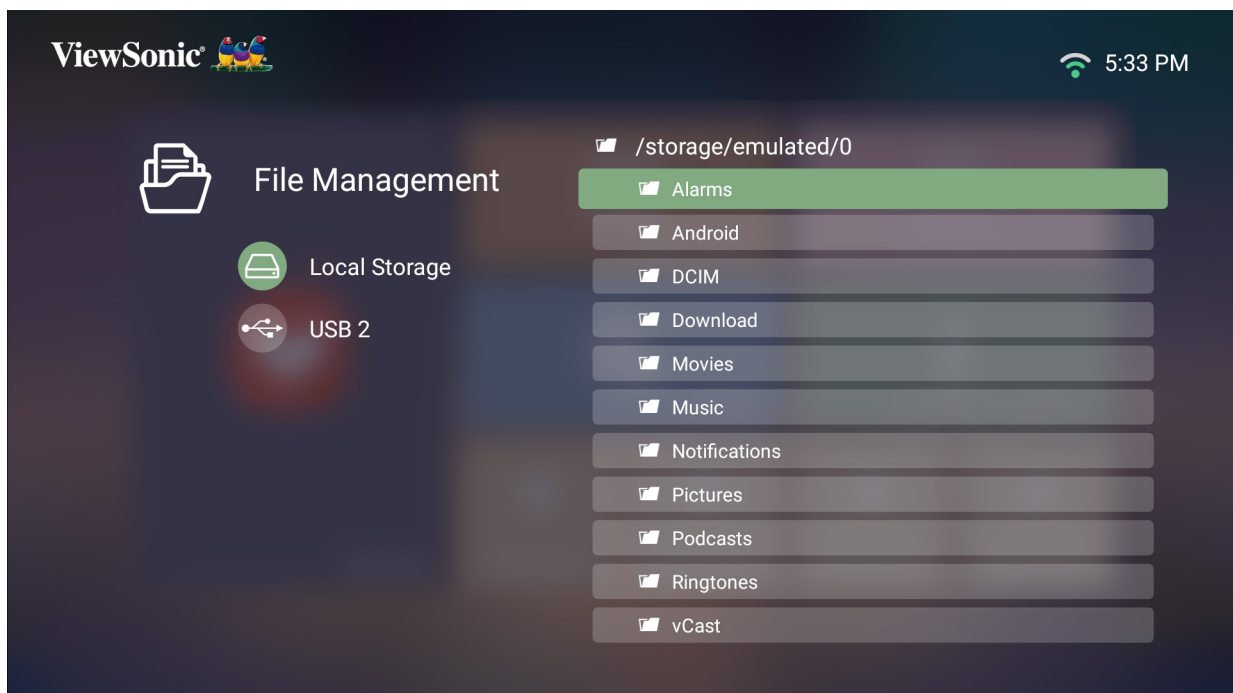 ViewSonic®
5:33 PM
File Management
Local Storage
USB 2
/storage/emulated/0
Alarms
Android
DCIM
Download
Movies
Music
Notifications
Pictures
Podcasts
Ringtones
vCast